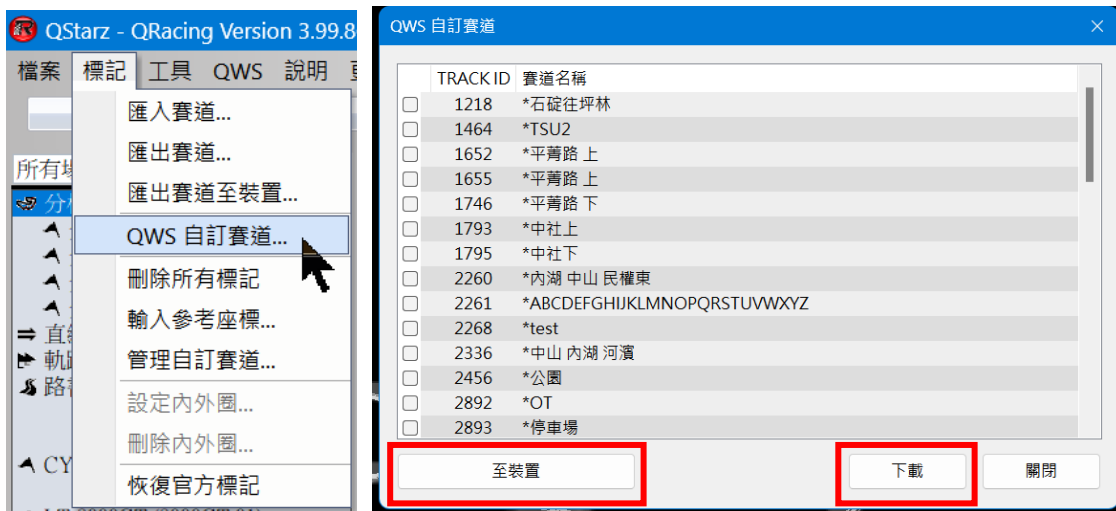 QStarz - QRacing Version 3.99.8
檔案 標記 工具 QWS 說明
匯入賽道...
匯出賽道...
所有
匯出賽道至裝置...
分
QWS 自訂賽道...
刪除所有標記
輸入參考座標...
直
管理自訂賽道...
軌
路
設定內外圈...
刪除內外圈...
CY
恢復官方標記
QWS 自訂賽道
TRACK ID 賽道名稱
1218 *石碇往坪林
1464 *TSU2
1652 *平菁路 上
1655 *平菁路 上
1746 *平菁路 下
1793 *中社上
1795 *中社下
2260 *內湖 中山 民權東
2261 *ABCDEFGHIJKLMNOPQRSTUVWXYZ
2268 *test
2336 *中山 內湖 河濱
2456 *公園
2892 *OT
2893 *停車場
至裝置 下載 關閉